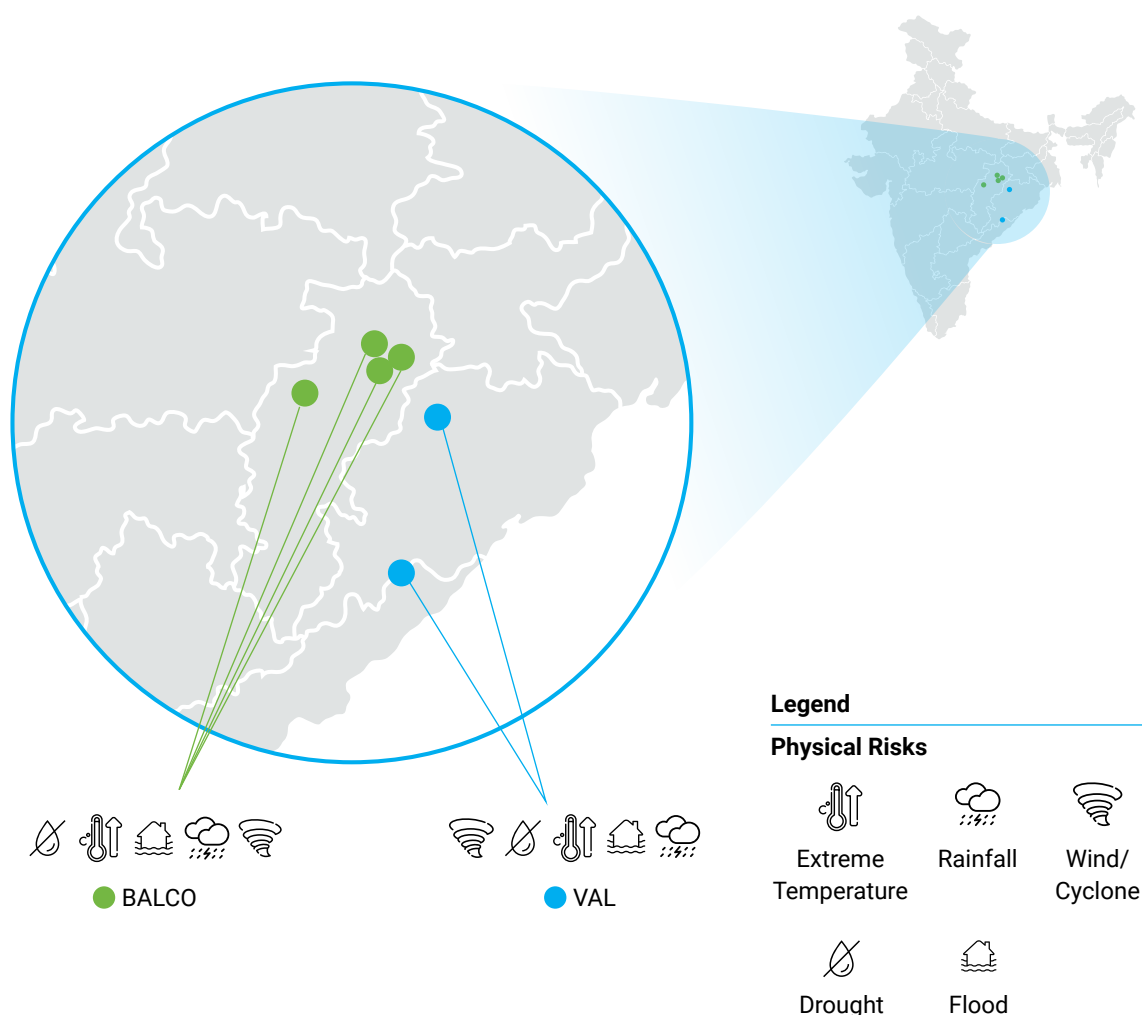 Legend
Physical Risks
Extreme
Temperature
Rainfall
Wind/
Cyclone
Drought
Flood
BALCO
VAL